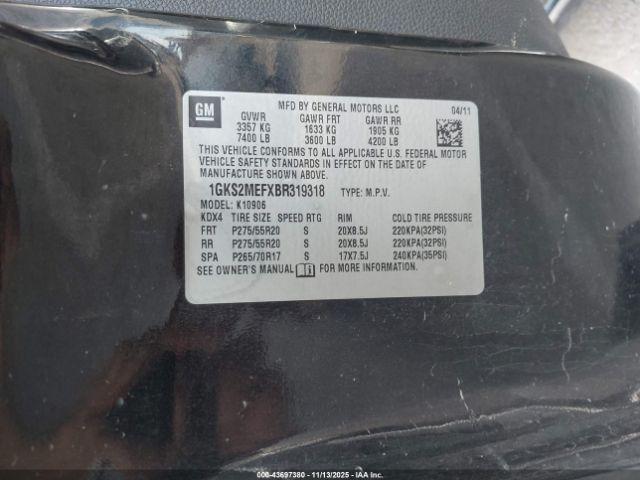 GM
MFD BY GENERAL MOTORS LLC
04/11
GVWR GAWR FRT GAWR RR
3357 KG 1633 KG 1905 KG
7400 LB 3600 LB 4200 LB
THIS VEHICLE CONFORMS TO ALL APPLICABLE U.S. FEDERAL MOTOR
VEHICLE SAFETY STANDARDS IN EFFECT ON THE DATE OF
MANUFACTURE SHOWN ABOVE.
1GKS2MEFXBR319318 TYPE: M.P.V.
MODEL: K10906
KDX4 TIRE SIZE SPEED RTG RIM COLD TIRE PRESSURE
FRT P275/55R20 S 20X8.5J 220KPA(32PSI)
RR P275/55R20 S 20X8.5J 220KPA(32PSI)
SPA P265/70R17 S 17X7.5J 240KPA(35PSI)
SEE OWNER'S MANUAL FOR MORE INFORMATION.
000-43697380 - 11/13/2025 - IAAI.COM